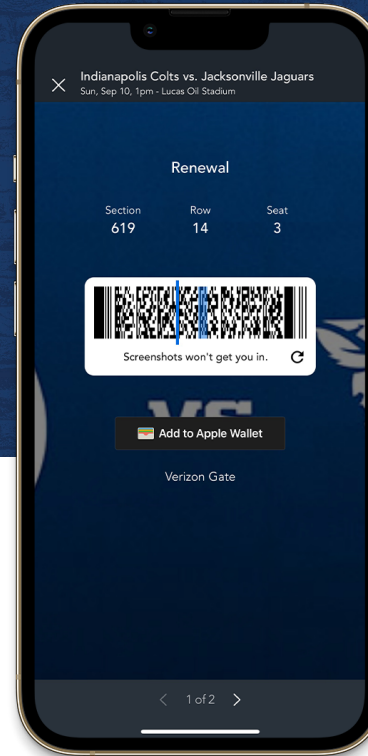 Indianapolis Colts vs. Jacksonville Jaguars
Sun, Sep 10, 1pm - Lucas Oil Stadium
Renewal
Section Row Seat
619 14 3
Screenshots won't get you in.
VS
Add to Apple Wallet
Verizon Gate
1 of 2